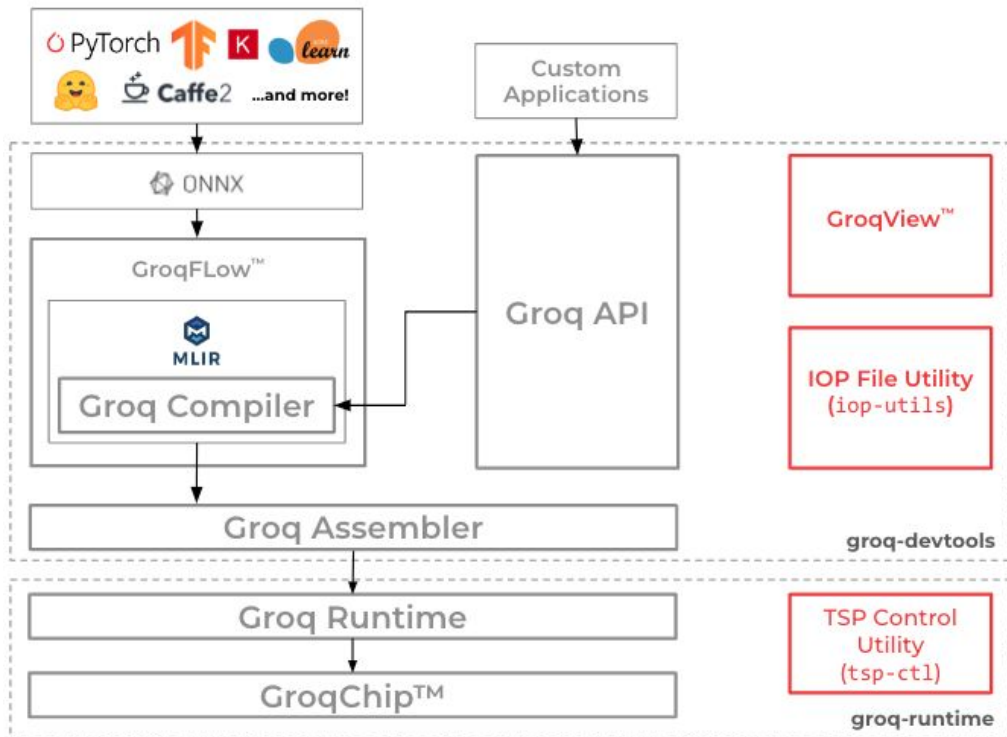 PyTorch
K
learn
Caffe2 ...and more!
Custom
Applications
ONNX
GroqFLow™
MLIR
Groq Compiler
Groq API
GroqView™
IOP File Utility
(iop-utils)
Groq Assembler
groq-devtools
Groq Runtime
GroqChip™
TSP Control
Utility
(tsp-ctl)
groq-runtime